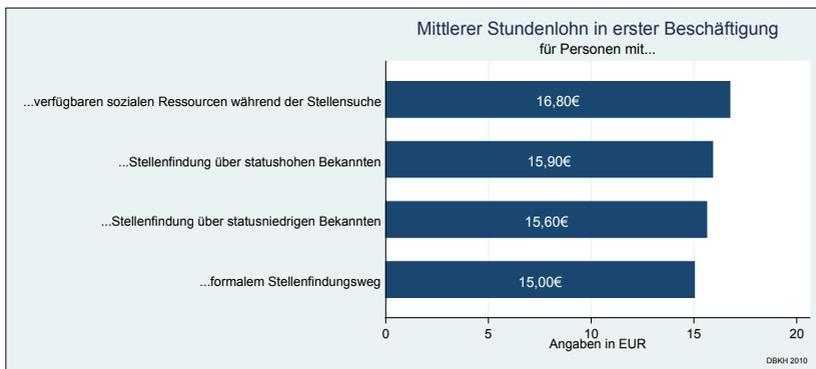 Mittlerer Stundenlohn in erster Beschäftigung
für Personen mit...
...verfügbaren sozialen Ressourcen während der Stellensuche
16,80€
...Stellenfindung über statushohen Bekannten
15,90€
...Stellenfindung über statusniedrigen Bekannten
15,60€
...formalem Stellenfindungsweg
15,00€
0 5 10 15 20
Angaben in EUR
DBKH 2010